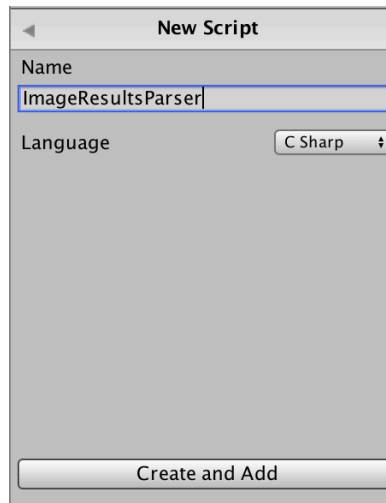 New Script
Name
ImageResultsParser
Language C Sharp
Create and Add